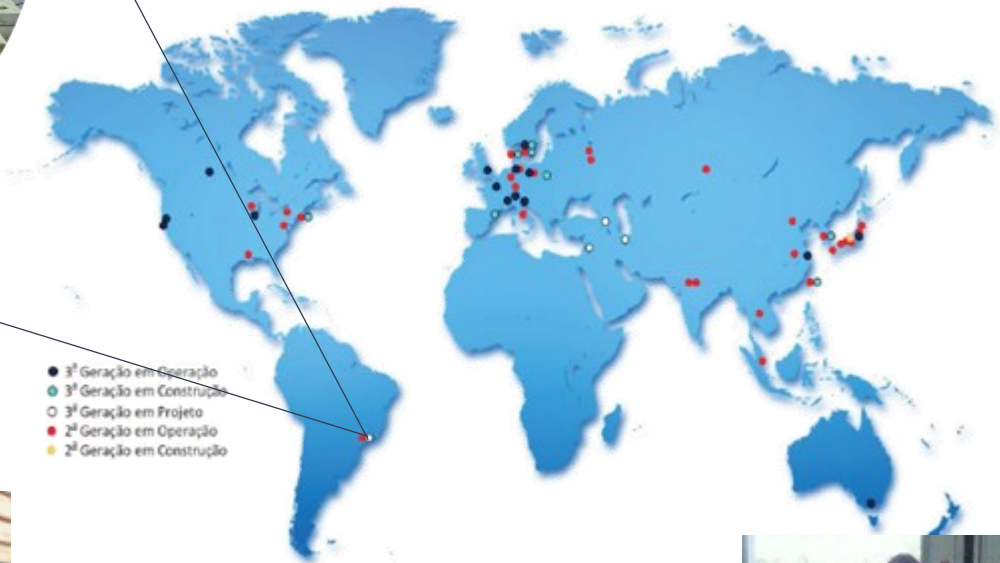 3ª Geração em Operação
3ª Geração em Construção
3ª Geração em Projeto
2ª Geração em Operação
2ª Geração em Construção